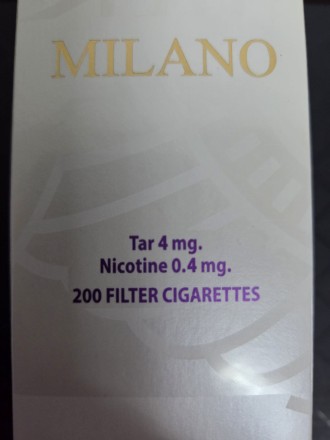 MILANO
Tar 4 mg.
Nicotine 0.4 mg.
200 FILTER CIGARETTES